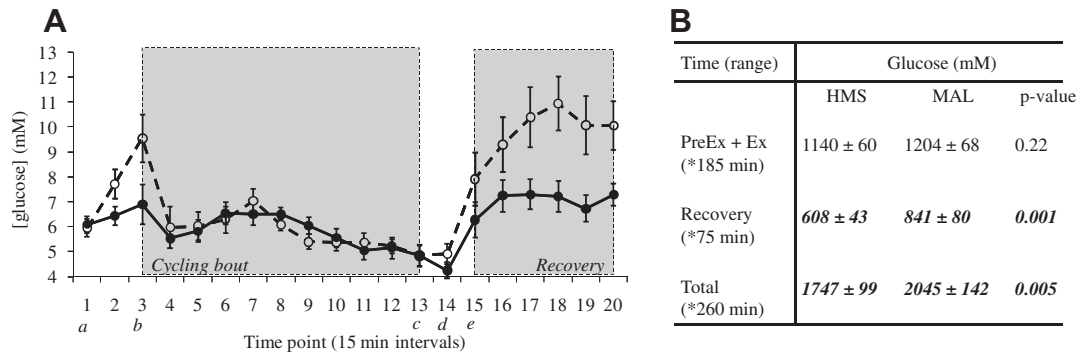 A
[glucose] (mM)
13
12
11
10
9
8
7
6
5
4
Cycling bout
Recovery
1 2 3 4 5 6 7 8 9 10 11 12 13 14 15 16 17 18 19 20
a b c d e
Time point (15 min intervals)
B
Time (range) Glucose (mM)
HMS MAL p-value
PreEx + Ex 1140 ± 60 1204 ± 68 0.22
(*185 min)
Recovery 608 ± 43 841 ± 80 0.001
(*75 min)
Total 1747 ± 99 2045 ± 142 0.005
(*260 min)